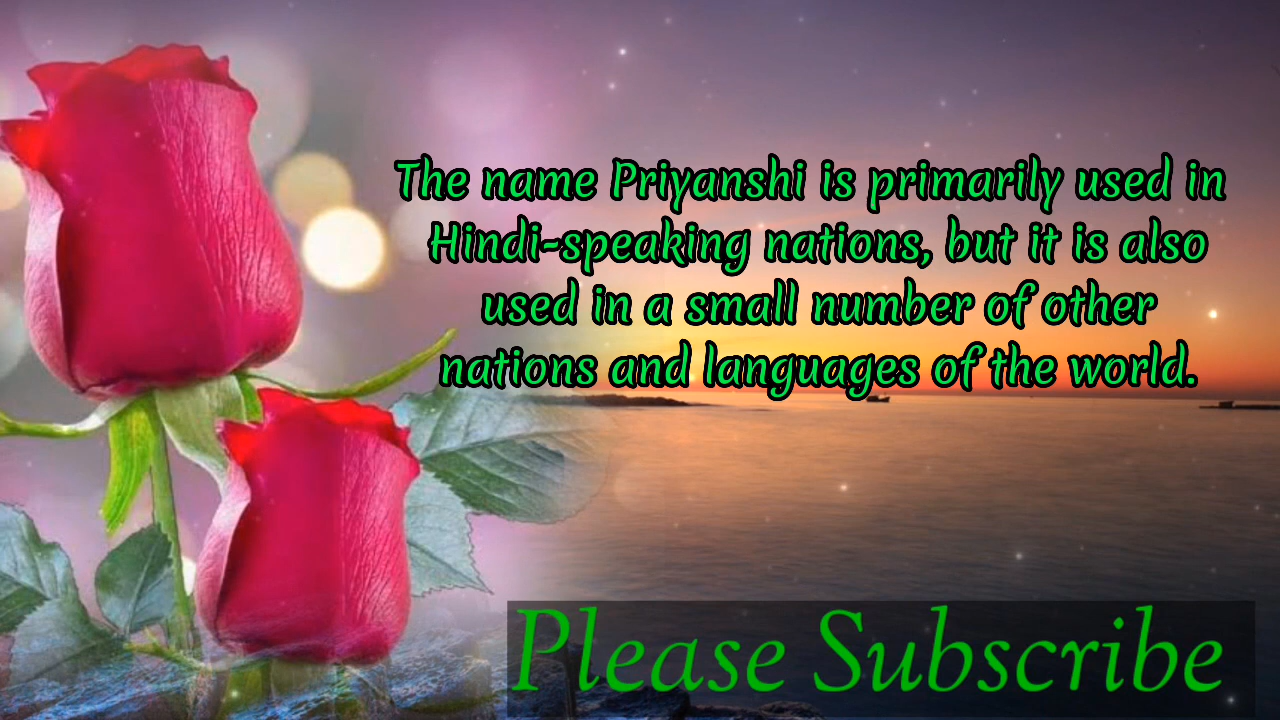 The name Priyanshi is primarily used in
Hindi-speaking nations, but it is also
used in a small number of other
nations and languages of the world.
Please Subscribe